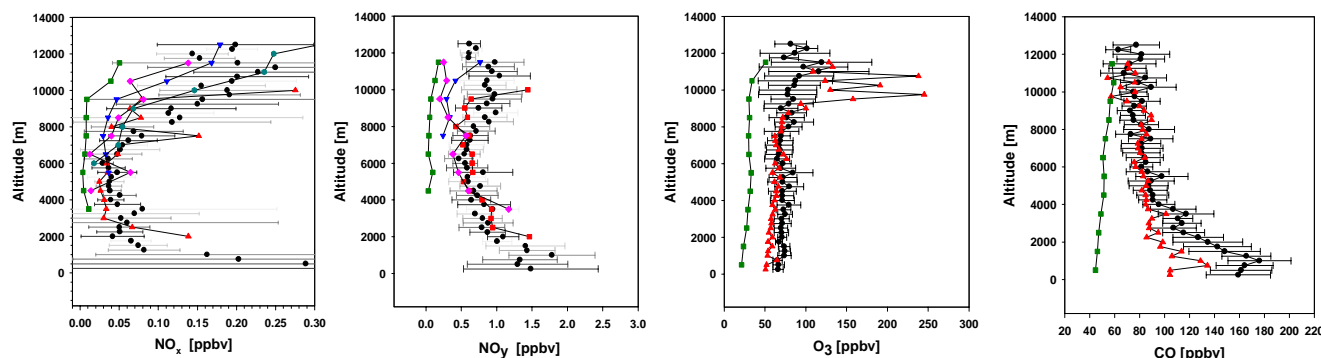 14000 14000 14000 14000
12000 12000 12000 12000
10000 10000 10000 10000
8000 8000 8000 8000
6000 6000 6000 6000
4000 4000 4000 4000
2000 2000 2000 2000
0 0 0 0
Altitude [m] Altitude [m] Altitude [m] Altitude [m]
0.00 0.05 0.10 0.15 0.20 0.25 0.30
NOx [ppbv]
0.0 0.5 1.0 1.5 2.0 2.5 3.0
NOy [ppbv]
0 50 100 150 200 250 300
O3 [ppbv]
20 40 60 80 100 120 140 160 180 200 220 240
CO [ppbv]